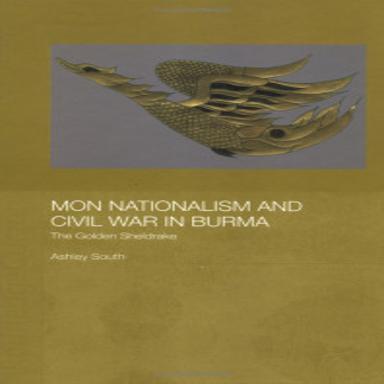 MON NATIONALISM AND
CIVIL WAR IN BURMA
The Golden Sheldrake
Ashley South